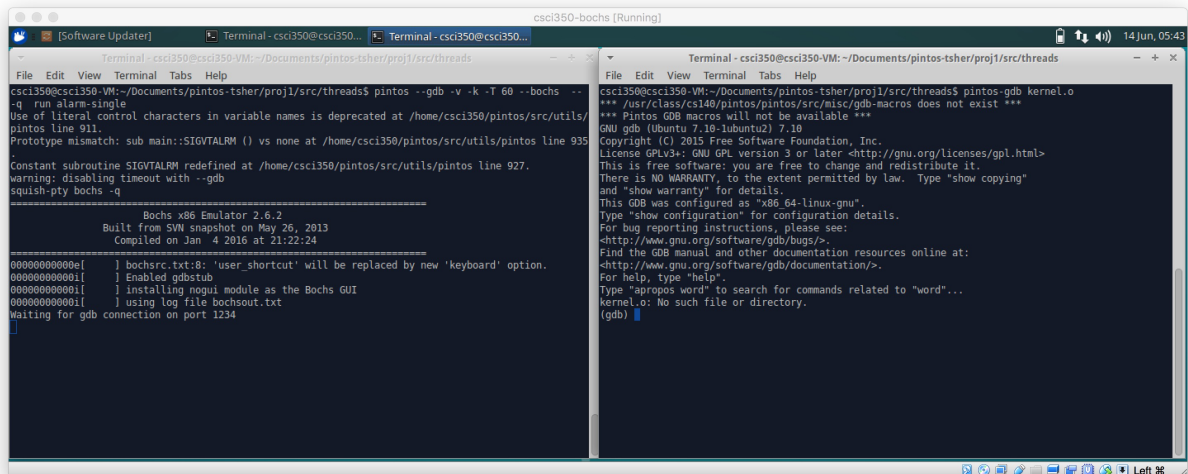 csci350-bochs [Running]
[Software Updater]
Terminal - csci350@csci350...
Terminal - csci350@csci350...
14 Jun, 05:43
Terminal - csci350@csci350-VM: ~/Documents/pintos-tsher/proj1/src/threads
File Edit View Terminal Tabs Help
csci350@csci350-VM:~/Documents/pintos-tsher/proj1/src/threads$ pintos --gdb -v -k -T 60 --bochs --
-q run alarm-single
Use of literal control characters in variable names is deprecated at /home/csci350/pintos/src/utils/
pintos line 911.
Prototype mismatch: sub main::SIGVTALRM () vs none at /home/csci350/pintos/src/utils/pintos line 935
.
Constant subroutine SIGVTALRM redefined at /home/csci350/pintos/src/utils/pintos line 927.
warning: disabling timeout with --gdb
squish-pty bochs -q
========================================================================
Bochs x86 Emulator 2.6.2
Built from SVN snapshot on May 26, 2013
Compiled on Jan 4 2016 at 21:22:24
========================================================================
00000000000e[ ] bochsrc.txt:8: 'user_shortcut' will be replaced by new 'keyboard' option.
00000000000i[ ] Enabled gdbstub
00000000000i[ ] installing nogui module as the Bochs GUI
00000000000i[ ] using log file bochsout.txt
Waiting for gdb connection on port 1234
Terminal - csci350@csci350-VM: ~/Documents/pintos-tsher/proj1/src/threads
File Edit View Terminal Tabs Help
csci350@csci350-VM:~/Documents/pintos-tsher/proj1/src/threads$ pintos-gdb kernel.o
*** /usr/class/cs140/pintos/pintos/src/misc/gdb-macros does not exist ***
*** Pintos GDB macros will not be available ***
GNU gdb (Ubuntu 7.10-1ubuntu2) 7.10
Copyright (C) 2015 Free Software Foundation, Inc.
License GPLv3+: GNU GPL version 3 or later <http://gnu.org/licenses/gpl.html>
This is free software: you are free to change and redistribute it.
There is NO WARRANTY, to the extent permitted by law. Type "show copying"
and "show warranty" for details.
This GDB was configured as "x86_64-linux-gnu".
Type "show configuration" for configuration details.
For bug reporting instructions, please see:
<http://www.gnu.org/software/gdb/bugs/>.
Find the GDB manual and other documentation resources online at:
<http://www.gnu.org/software/gdb/documentation/>.
For help, type "help".
Type "apropos word" to search for commands related to "word"...
kernel.o: No such file or directory.
(gdb)
Left ⌘